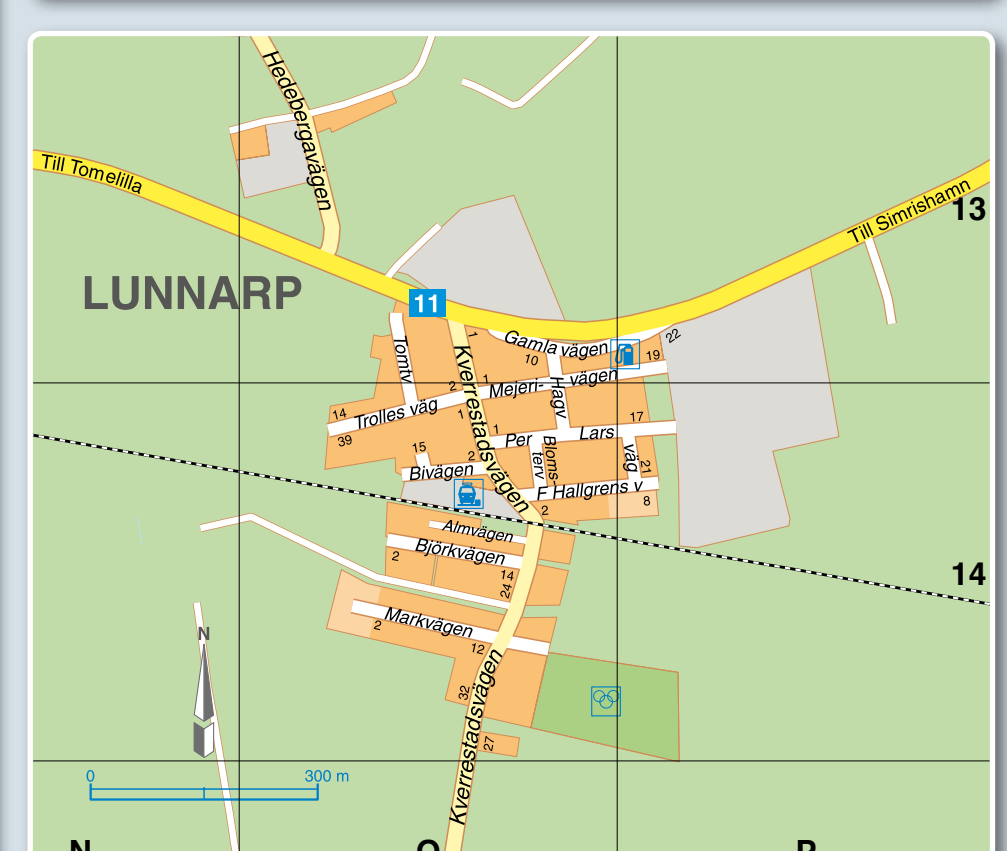 Hedebergavägen
Till Tomelilla
Till Simrishamn
13
LUNNARP
11
Gamla vägen
22
1
10
19
Tomtv
Kverrestadsvägen
Mejeri-
vägen
2
1
Hagv
14
Trolles väg
1
39
1
Per
Lars
väg
17
15
2
Bloms-
terv
21
Bivägen
F Hallgrens v
8
2
Almvägen
Björkvägen
2
14
24
14
Markvägen
2
12
N
32
Kverrestadsvägen
27
0
300 m
N
O
P